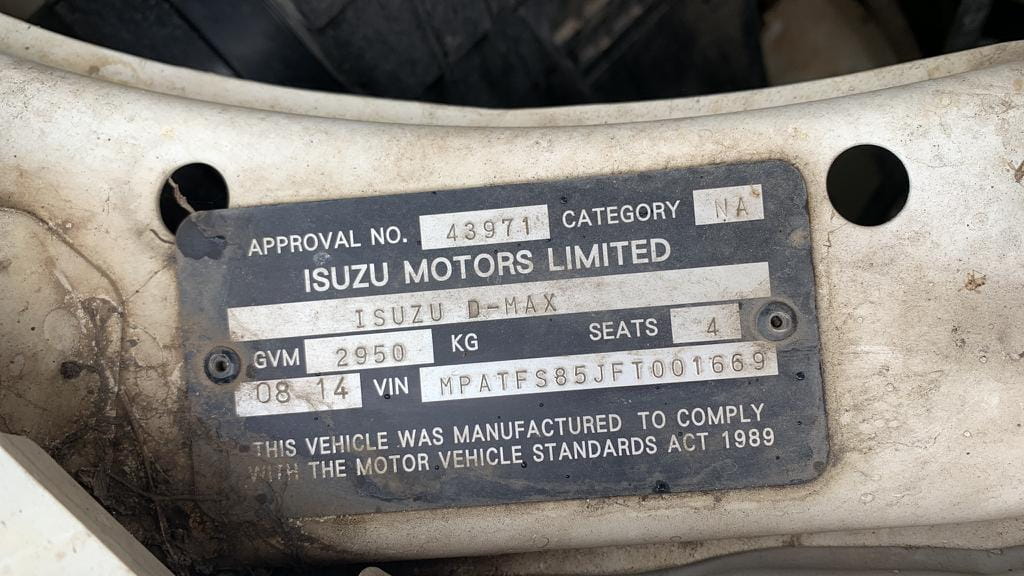 APPROVAL NO. 43971 CATEGORY NA
ISUZU MOTORS LIMITED
ISUZU D-MAX
GVM 2950 KG SEATS 4
08 14 VIN MPATFS85JFT001669
THIS VEHICLE WAS MANUFACTURED TO COMPLY
WITH THE MOTOR VEHICLE STANDARDS ACT 1989